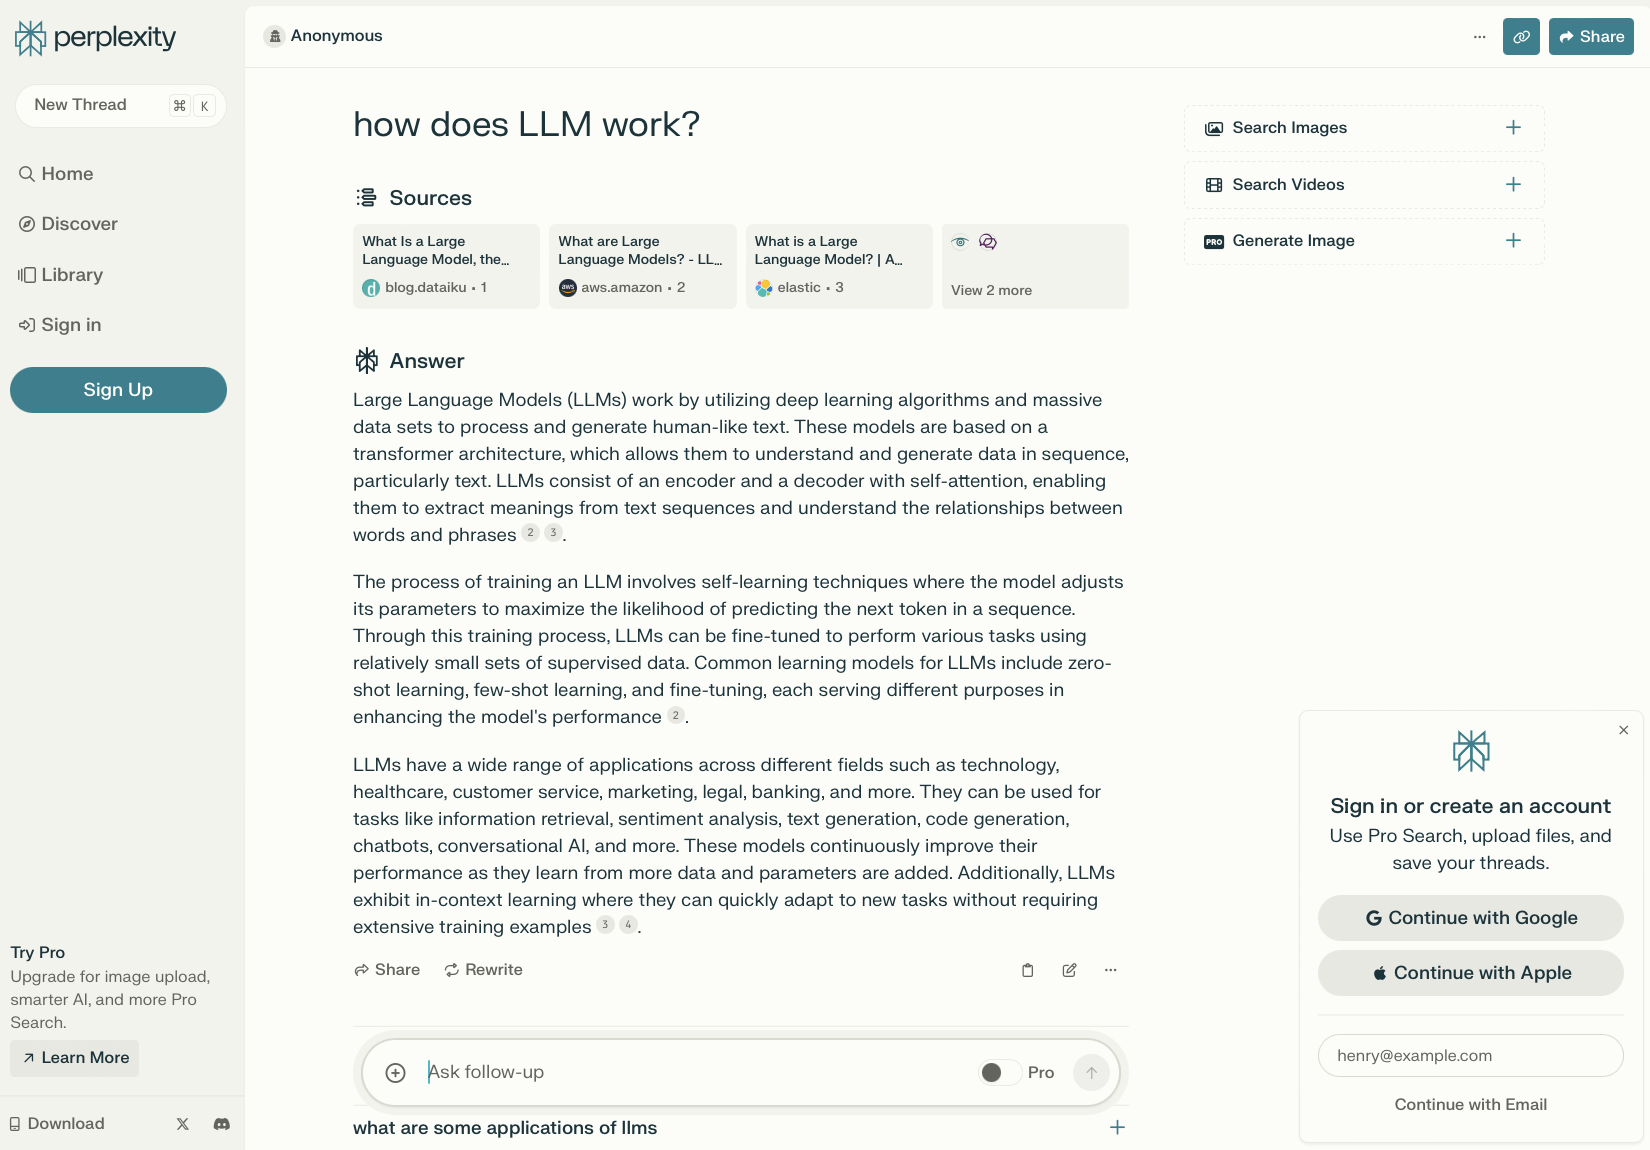 perplexity
New Thread
⌘ K
Home
Discover
Library
Sign in
Sign Up
Try Pro
Upgrade for image upload,
smarter AI, and more Pro
Search.
Learn More
Download
Anonymous
Share
how does LLM work?
Sources
What Is a Large
Language Model, the…
blog.dataiku • 1
What are Large
Language Models? - LL…
aws
aws.amazon • 2
What is a Large
Language Model? | A…
elastic • 3
View 2 more
Answer
Large Language Models (LLMs) work by utilizing deep learning algorithms and massive
data sets to process and generate human-like text. These models are based on a
transformer architecture, which allows them to understand and generate data in sequence,
particularly text. LLMs consist of an encoder and a decoder with self-attention, enabling
them to extract meanings from text sequences and understand the relationships between
words and phrases 2 3.
The process of training an LLM involves self-learning techniques where the model adjusts
its parameters to maximize the likelihood of predicting the next token in a sequence.
Through this training process, LLMs can be fine-tuned to perform various tasks using
relatively small sets of supervised data. Common learning models for LLMs include zero-
shot learning, few-shot learning, and fine-tuning, each serving different purposes in
enhancing the model's performance 2.
LLMs have a wide range of applications across different fields such as technology,
healthcare, customer service, marketing, legal, banking, and more. They can be used for
tasks like information retrieval, sentiment analysis, text generation, code generation,
chatbots, conversational AI, and more. These models continuously improve their
performance as they learn from more data and parameters are added. Additionally, LLMs
exhibit in-context learning where they can quickly adapt to new tasks without requiring
extensive training examples 3 4.
Share
Rewrite
Ask follow-up
Pro
what are some applications of llms
Search Images
Search Videos
PRO Generate Image
Sign in or create an account
Use Pro Search, upload files, and
save your threads.
Continue with Google
Continue with Apple
henry@example.com
Continue with Email